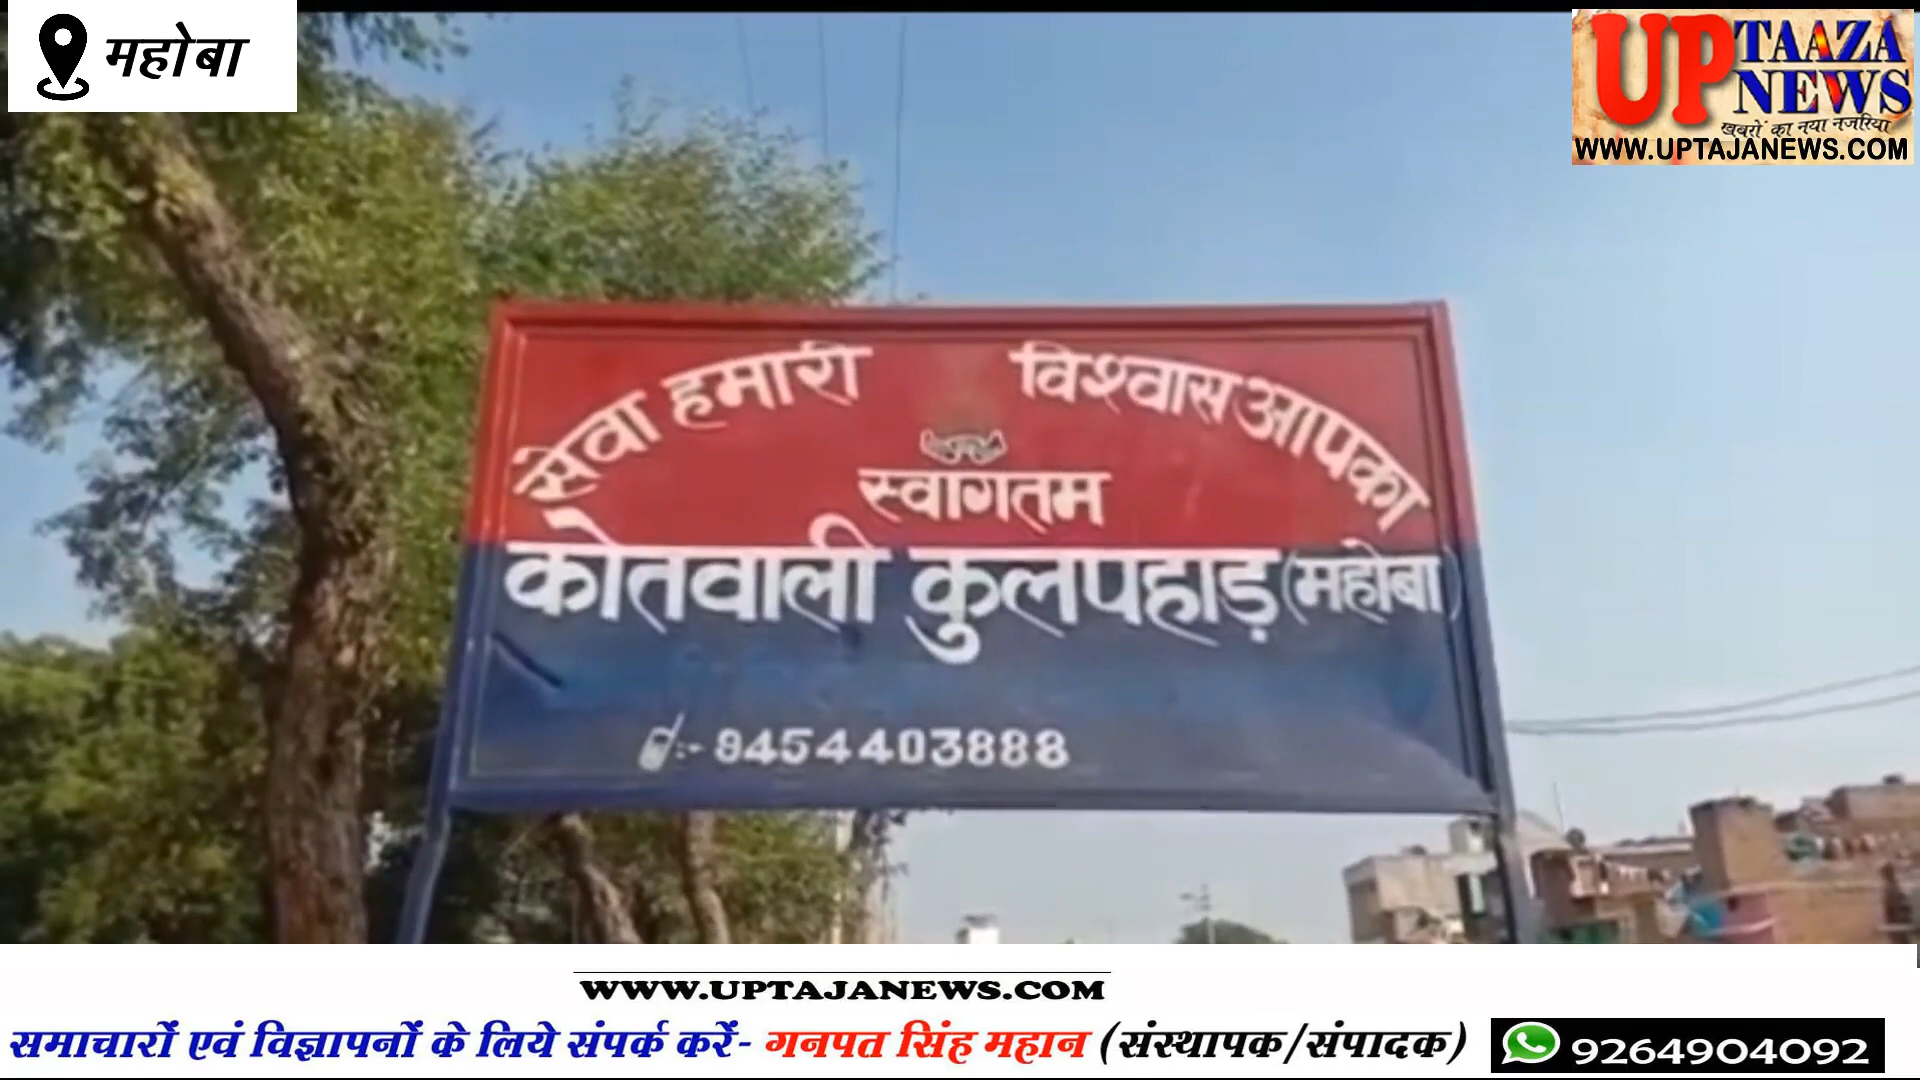 महोबा
UP TAAZA NEWS
खबरों का नया नजरिया
WWW.UPTAJANEWS.COM
सेवा हमारी विश्वास आपका
स्वागतम
कोतवाली कुलपहाड़ (महोबा)
:- 9454403888
WWW.UPTAJANEWS.COM
समाचारों एवं विज्ञापनों के लिये संपर्क करें- गनपत सिंह महान (संस्थापक/संपादक) 9264904092